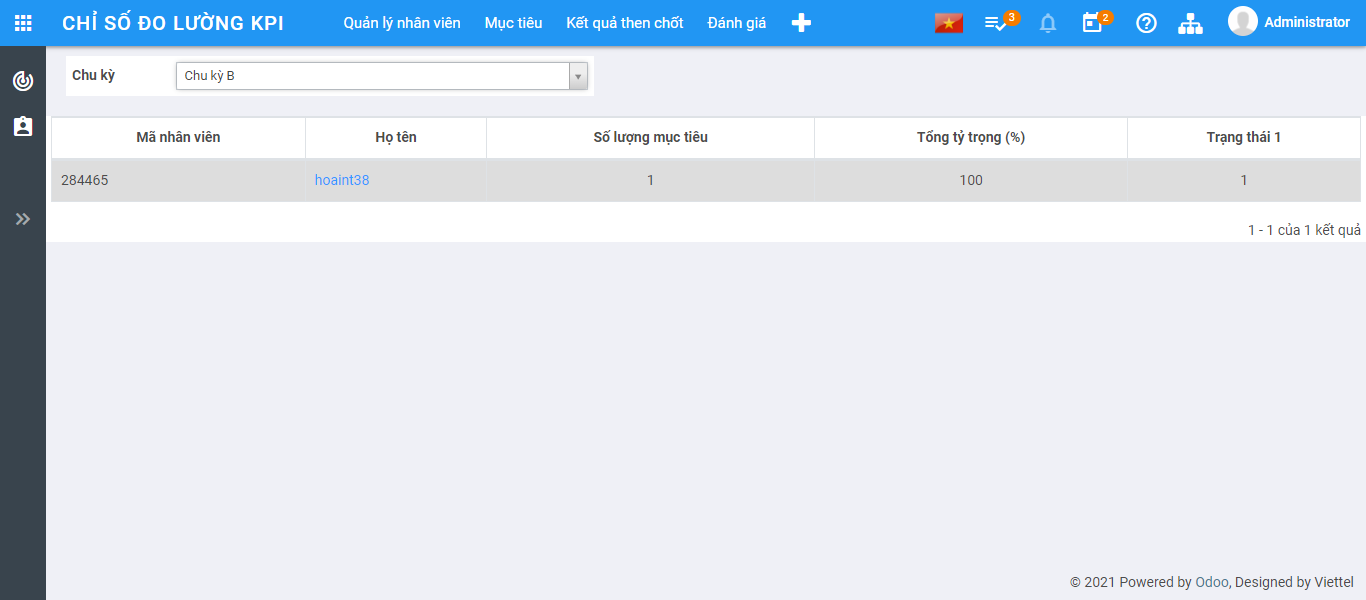 CHỈ SỐ ĐO LƯỜNG KPI Quản lý nhân viên Mục tiêu Kết quả then chốt Đánh giá 3 2 Administrator
Chu kỳ Chu kỳ B
Mã nhân viên Họ tên Số lượng mục tiêu Tổng tỷ trọng (%) Trạng thái 1
284465 hoaint38 1 100 1
1 - 1 của 1 kết quả
© 2021 Powered by Odoo, Designed by Viettel